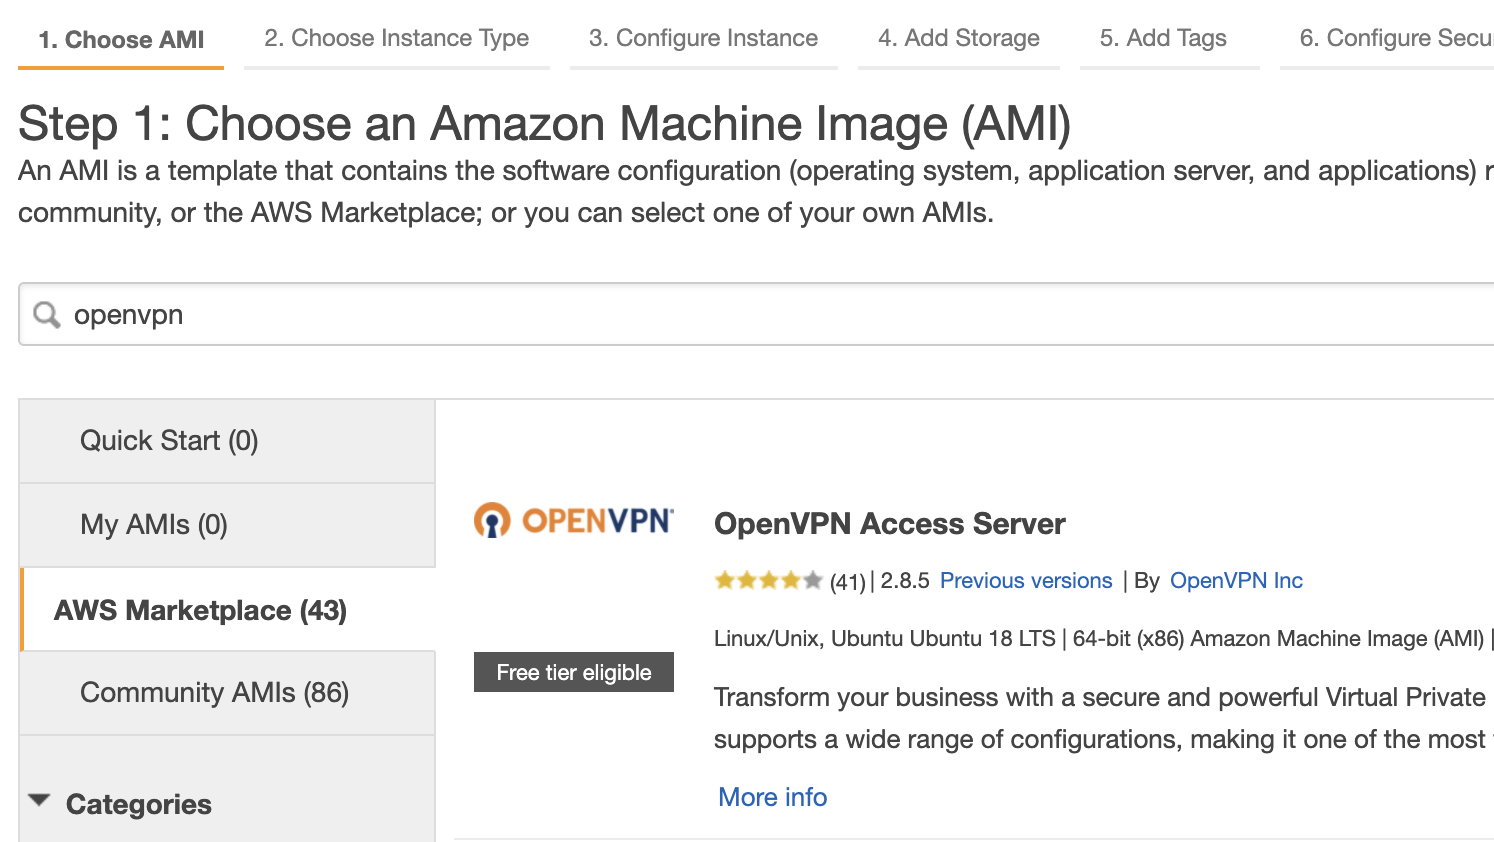 1. Choose AMI 2. Choose Instance Type 3. Configure Instance 4. Add Storage 5. Add Tags 6. Configure
Step 1: Choose an Amazon Machine Image (AMI)
An AMI is a template that contains the software configuration (operating system, application server, and applications)
community, or the AWS Marketplace; or you can select one of your own AMIs.
openvpn
Quick Start (0)
My AMIs (0)
AWS Marketplace (43)
Community AMIs (86)
Categories
OPENVPN
Free tier eligible
OpenVPN Access Server
(41) | 2.8.5 Previous versions | By OpenVPN Inc
Linux/Unix, Ubuntu Ubuntu 18 LTS | 64-bit (x86) Amazon Machine Image (AMI) |
Transform your business with a secure and powerful Virtual Private
supports a wide range of configurations, making it one of the most
More info